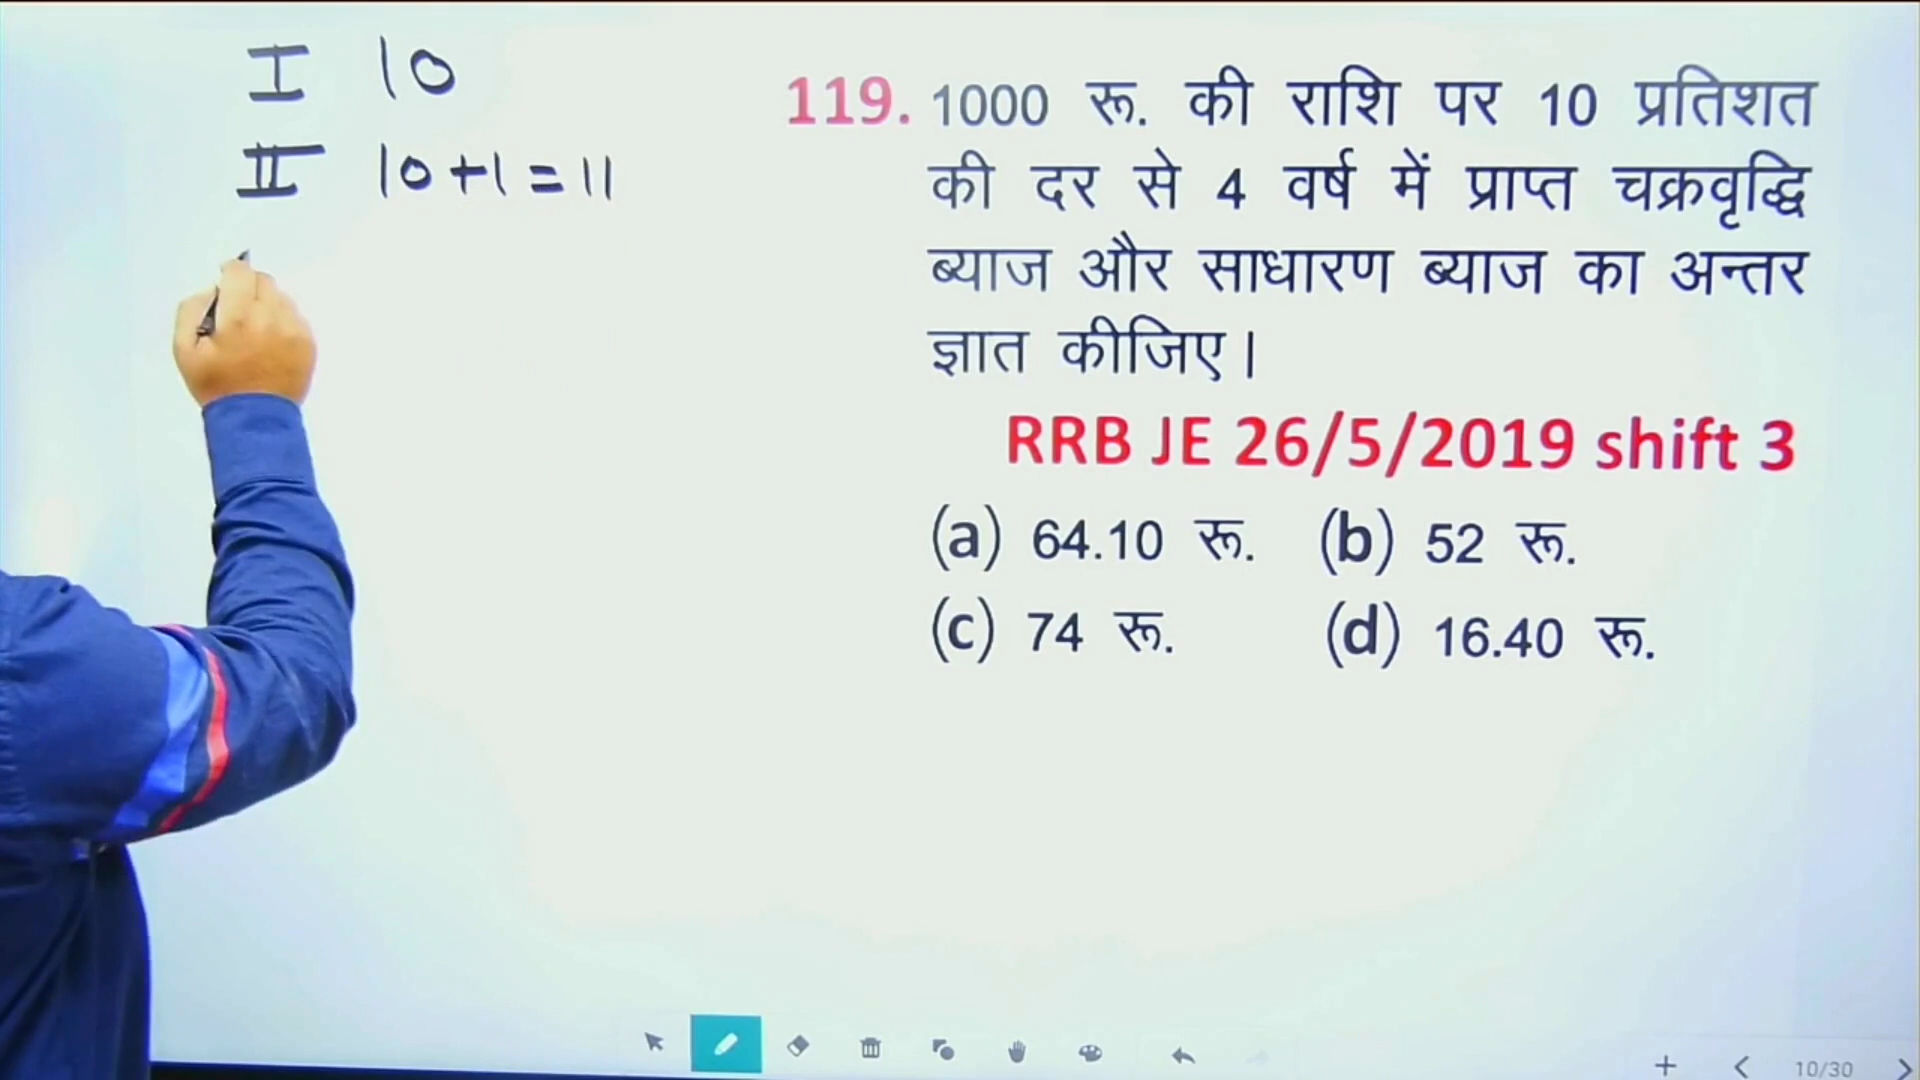 I 10
II 10+1=11
119. 1000 रू. की राशि पर 10 प्रतिशत
की दर से 4 वर्ष में प्राप्त चक्रवृद्धि
ब्याज और साधारण ब्याज का अन्तर
ज्ञात कीजिए।
RRB JE 26/5/2019 shift 3
(a) 64.10 रू. (b) 52 रू.
(c) 74 रू. (d) 16.40 रू.
10/30